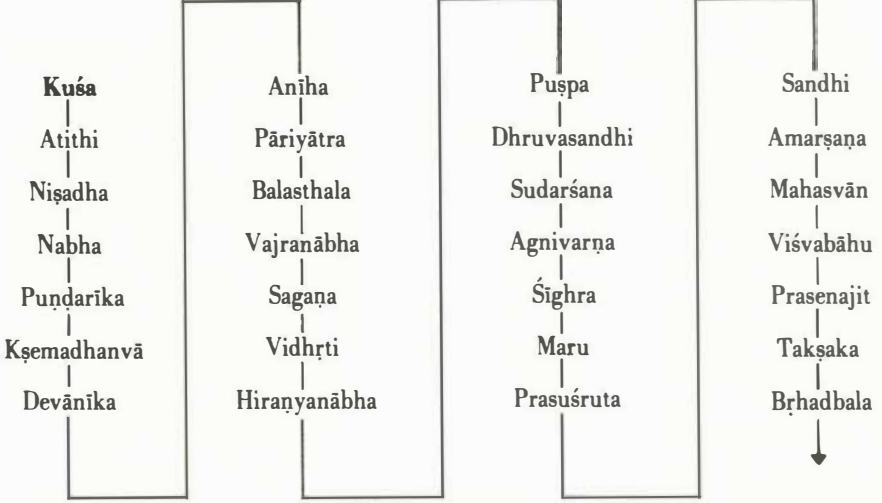 Kuśa
Atithi
Niṣadha
Nabha
Puṇḍarīka
Kṣemadhanvā
Devānīka
Anīha
Pāriyātra
Balasthala
Vajranābha
Sagaṇa
Vidhṛti
Hiraṇyanābha
Puṣpa
Dhruvasandhi
Sudarśana
Agnivarṇa
Śīghra
Maru
Prasuśruta
Sandhi
Amarṣaṇa
Mahasvān
Viśvabāhu
Prasenajit
Takṣaka
Bṛhadbala